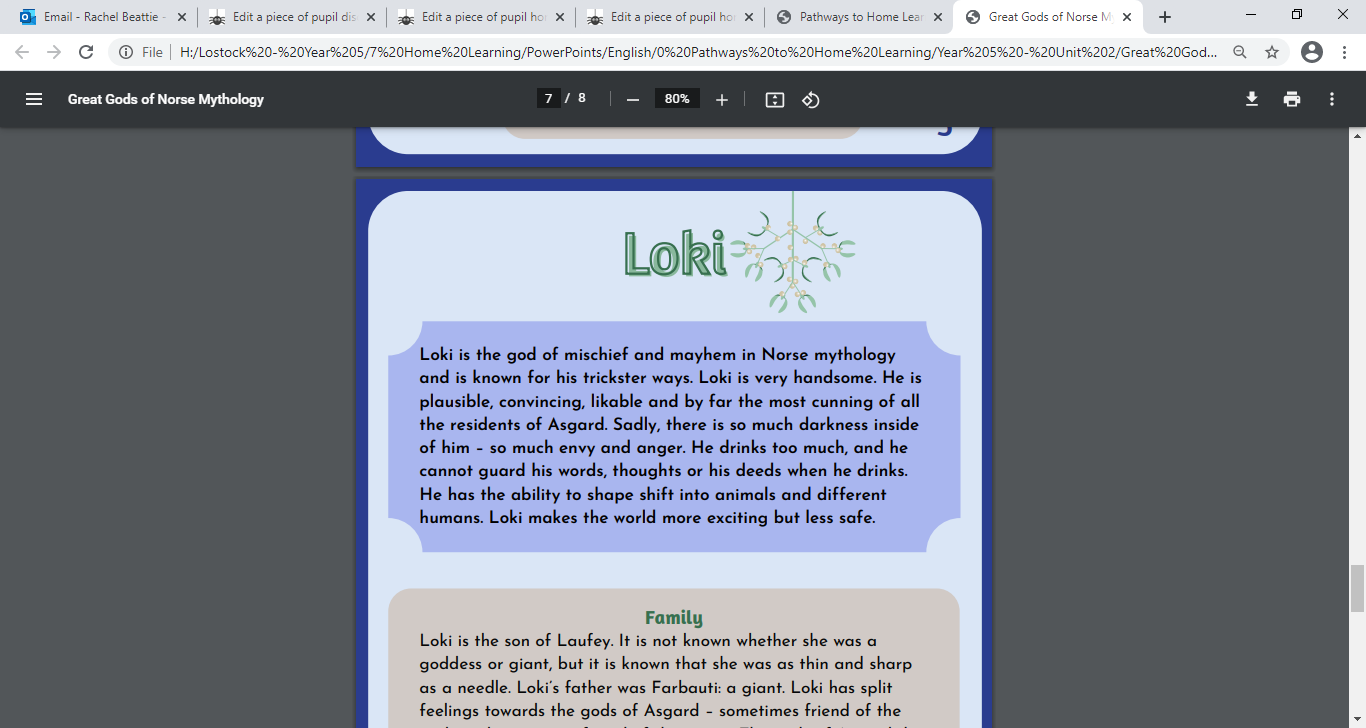 Email - Rachel Beattie -
Edit a piece of pupil dis
Edit a piece of pupil ho
Edit a piece of pupil ho
Pathways to Home Lear
Great Gods of Norse M
File
H:/Lostock%20-%20Year%205/7%20Home%20Learning/PowerPoints/English/0%20Pathways%20to%20Home%20Learning/Year%205%20-%20Unit%202/Great%20God...
Great Gods of Norse Mythology
7 / 8
80%
Loki
Loki is the god of mischief and mayhem in Norse mythology
and is known for his trickster ways. Loki is very handsome. He is
plausible, convincing, likable and by far the most cunning of all
the residents of Asgard. Sadly, there is so much darkness inside
of him – so much envy and anger. He drinks too much, and he
cannot guard his words, thoughts or his deeds when he drinks.
He has the ability to shape shift into animals and different
humans. Loki makes the world more exciting but less safe.
Family
Loki is the son of Laufey. It is not known whether she was a
goddess or giant, but it is known that she was as thin and sharp
as a needle. Loki's father was Farbauti: a giant. Loki has split
feelings towards the gods of Asgard – sometimes friend of the